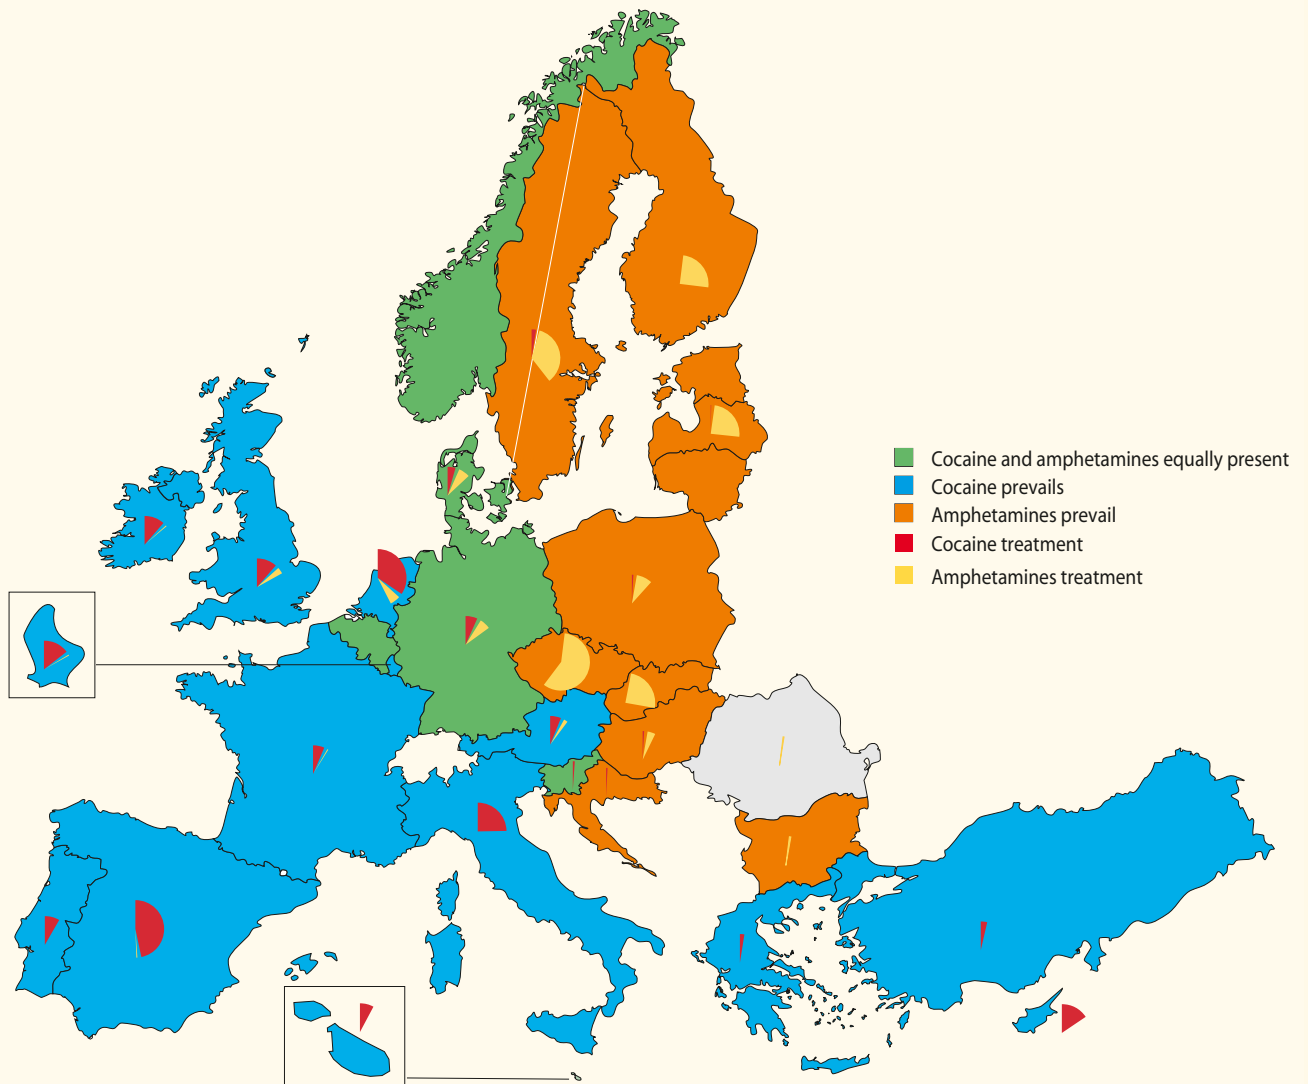 Cocaine and amphetamines equally present
Cocaine prevails
Amphetamines prevail
Cocaine treatment
Amphetamines treatment